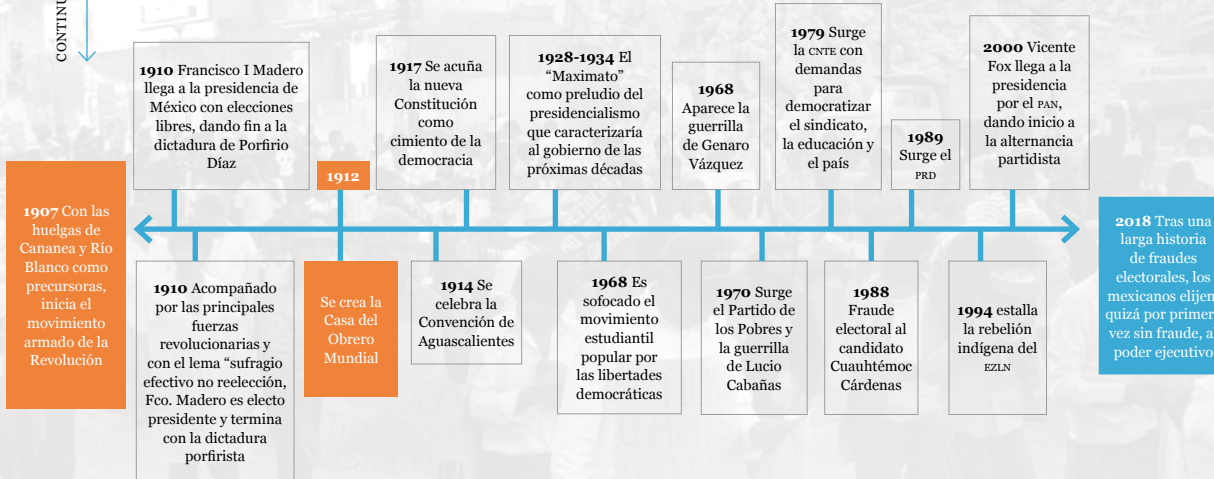 CONTINU
1907 Con las
huelgas de
Cananea y Río
Blanco como
precursoras,
inicia el
movimiento
armado de la
Revolución
1910 Francisco I Madero
llega a la presidencia de
México con elecciones
libres, dando fin a la
dictadura de Porfirio
Díaz
1910 Acompañado
por las principales
fuerzas
revolucionarias y
con el lema “sufragio
efectivo no reelección,
Fco. Madero es electo
presidente y termina
con la dictadura
porfirista
1912
Se crea la
Casa del
Obrero
Mundial
1917 Se acuña
la nueva
Constitución
como
cimiento de la
democracia
1914 Se
celebra la
Convención de
Aguascalientes
1928-1934 El
“Maximato”
como preludio del
presidencialismo
que caracterizaría
al gobierno de las
próximas décadas
1968 Es
sofocado el
movimiento
estudiantil
popular por
las libertades
democráticas
1968
Aparece la
guerrilla
de Genaro
Vázquez
1970 Surge
el Partido de
los Pobres y
la guerrilla
de Lucio
Cabañas
1979 Surge
la CNTE con
demandas
para
democratizar
el sindicato,
la educación y
el país
1988
Fraude
electoral al
candidato
Cuauhtémoc
Cárdenas
1989
Surge el
PRD
1994 estalla
la rebelión
indígena del
EZLN
2000 Vicente
Fox llega a la
presidencia
por el PAN,
dando inicio a
la alternancia
partidista
2018 Tras una
larga historia
de fraudes
electorales, los
mexicanos elijen
quizá por primer
vez sin fraude, a
poder ejecutivo